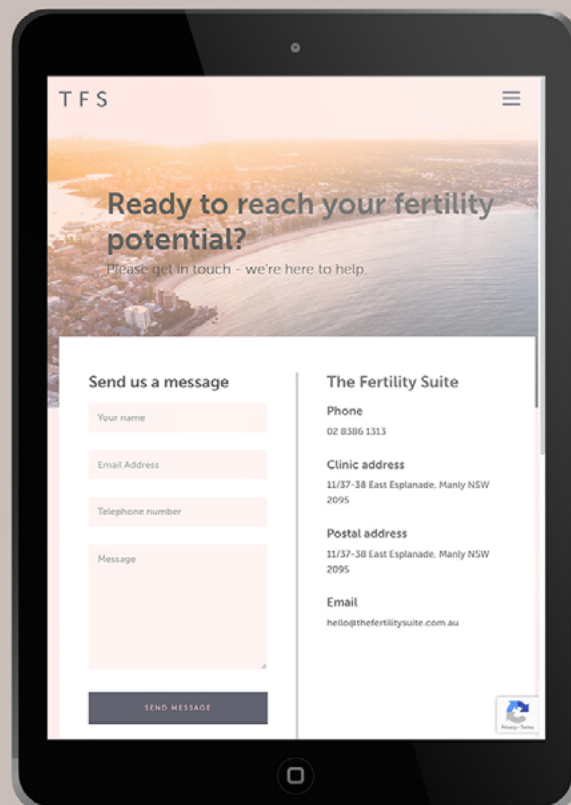 TFS
Ready to reach your fertility
potential?
Please get in touch - we're here to help.
Send us a message
Your name
Email Address
Telephone number
Message
SEND MESSAGE
The Fertility Suite
Phone
02 8386 1313
Clinic address
11/37-38 East Esplanade, Manly NSW
2095
Postal address
11/37-38 East Esplanade, Manly NSW
2095
Email
hello@thefertilitysuite.com.au
Privacy - Terms